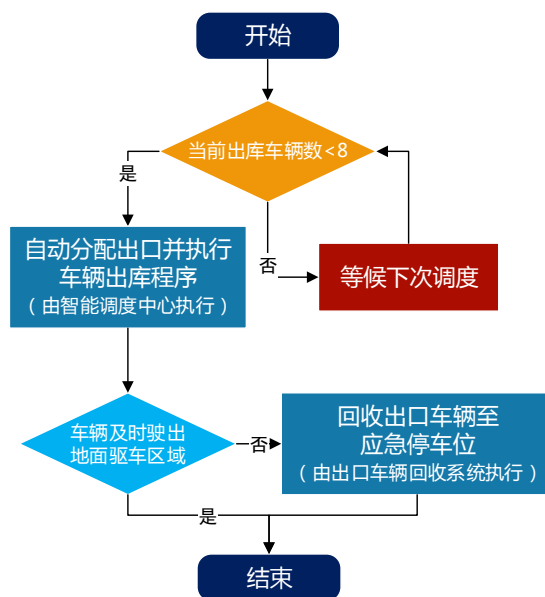 开始
当前出库车辆数<8
是
自动分配出口并执行
车辆出库程序
（由智能调度中心执行）
否
等候下次调度
车辆及时驶出
地面驱车区域
否
回收出口车辆至
应急停车位
（由出口车辆回收系统执行）
是
结束